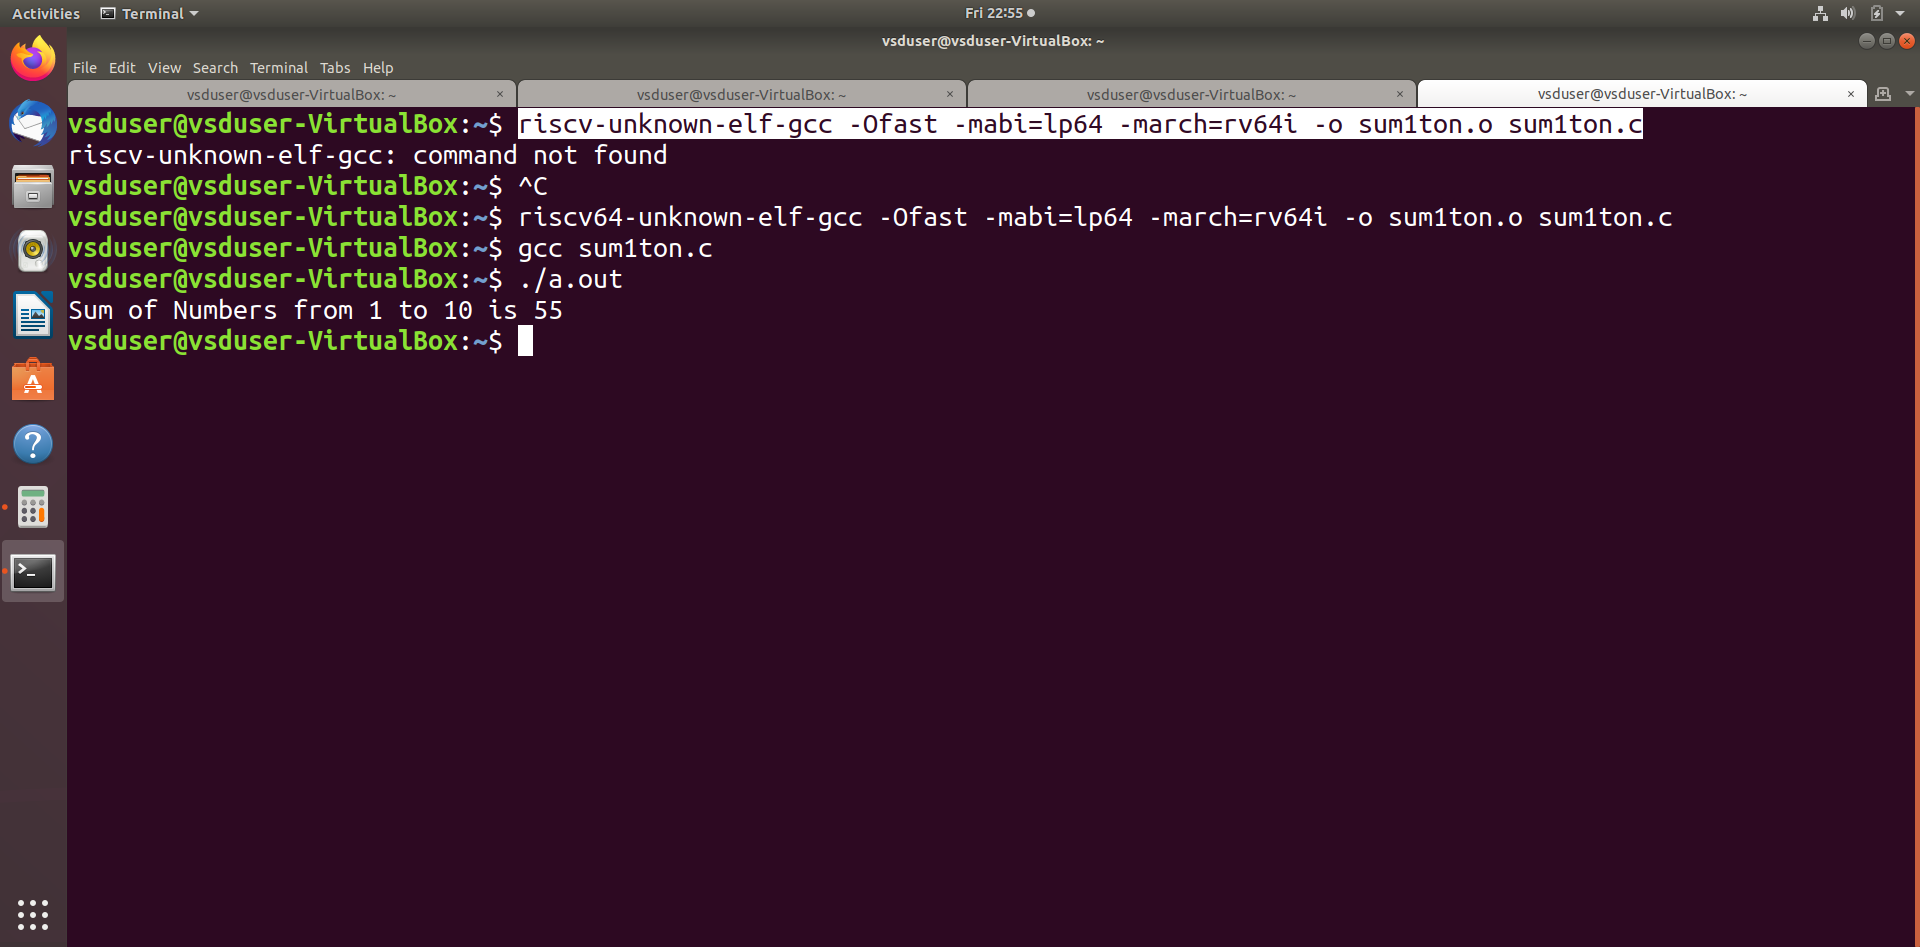 Activities Terminal Fri 22:55
vsduser@vsduser-VirtualBox: ~
File Edit View Search Terminal Tabs Help
vsduser@vsduser-VirtualBox: ~ × vsduser@vsduser-VirtualBox: ~ × vsduser@vsduser-VirtualBox: ~ × vsduser@vsduser-VirtualBox: ~ ×
vsduser@vsduser-VirtualBox:~$ riscv-unknown-elf-gcc -Ofast -mabi=lp64 -march=rv64i -o sum1ton.o sum1ton.c
riscv-unknown-elf-gcc: command not found
vsduser@vsduser-VirtualBox:~$ ^C
vsduser@vsduser-VirtualBox:~$ riscv64-unknown-elf-gcc -Ofast -mabi=lp64 -march=rv64i -o sum1ton.o sum1ton.c
vsduser@vsduser-VirtualBox:~$ gcc sum1ton.c
vsduser@vsduser-VirtualBox:~$ ./a.out
Sum of Numbers from 1 to 10 is 55
vsduser@vsduser-VirtualBox:~$